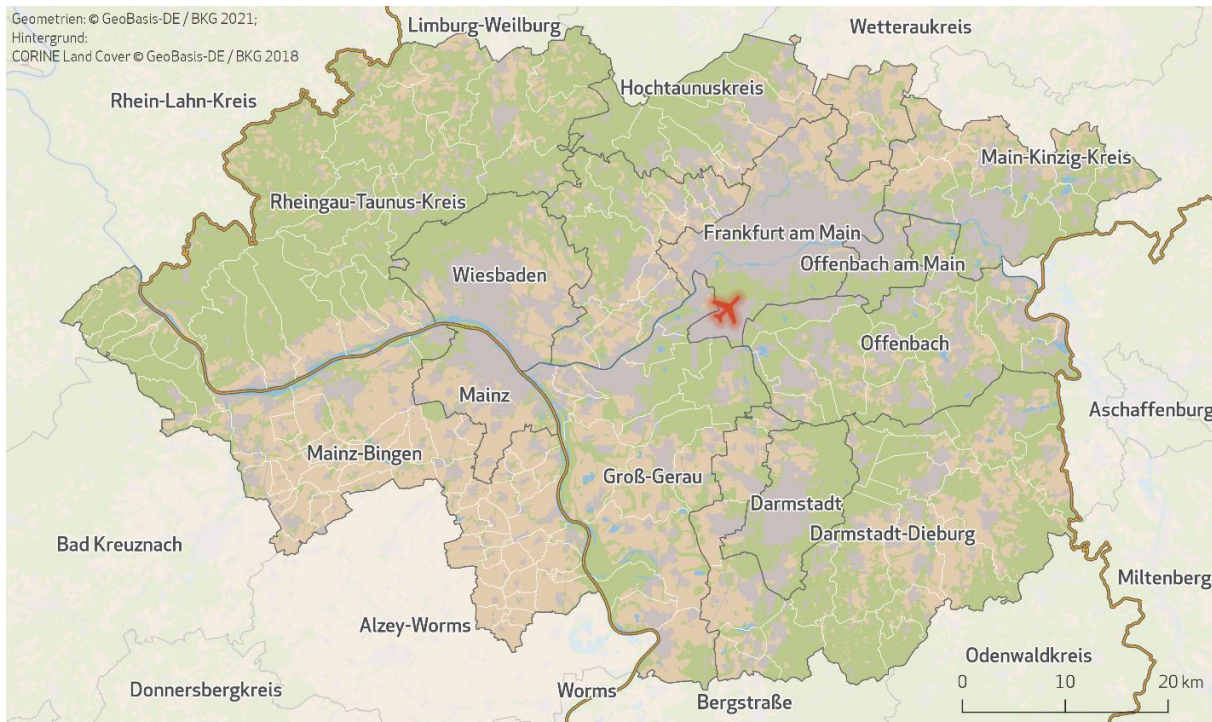 Geometrien: © GeoBasis-DE / BKG 2021;
Hintergrund:
CORINE Land Cover © GeoBasis-DE / BKG 2018
Limburg-Weilburg
Wetteraukreis
Rhein-Lahn-Kreis
Hochtaunuskreis
Main-Kinzig-Kreis
Rheingau-Taunus-Kreis
Frankfurt am Main
Wiesbaden
Offenbach am Main
Offenbach
Mainz
Aschaffenburg
Mainz-Bingen
Groß-Gerau
Darmstadt
Darmstadt-Dieburg
Bad Kreuznach
Miltenberg
Alzey-Worms
Odenwaldkreis
Donnersbergkreis
Worms
Bergstraße
0 10 20 km